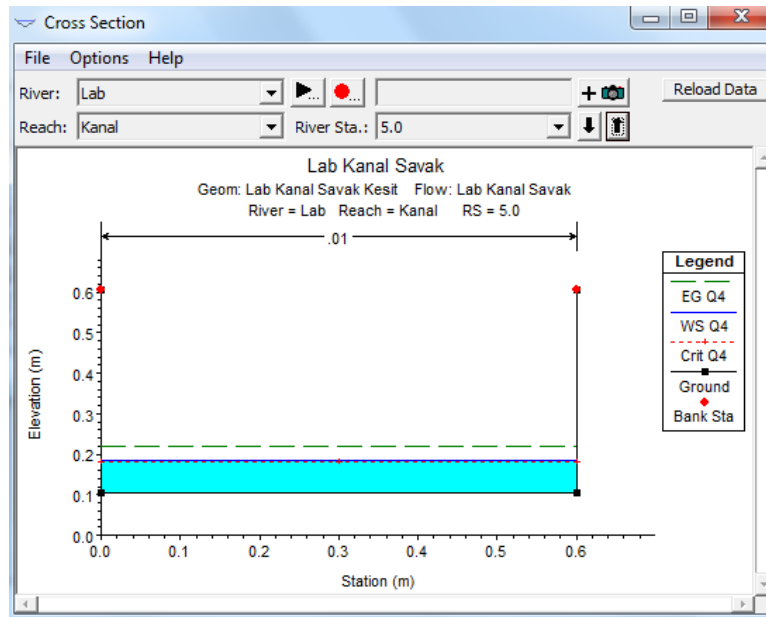 Cross Section
File Options Help
River: Lab
Reload Data
Reach: Kanal River Sta.: 5.0
Lab Kanal Savak
Geom: Lab Kanal Savak Kesit Flow: Lab Kanal Savak
River = Lab Reach = Kanal RS = 5.0
.01
Legend
EG Q4
WS Q4
Crit Q4
Ground
Bank Sta
0.6
0.5
0.4
0.3
0.2
0.1
0.0
Elevation (m)
0.0 0.1 0.2 0.3 0.4 0.5 0.6
Station (m)